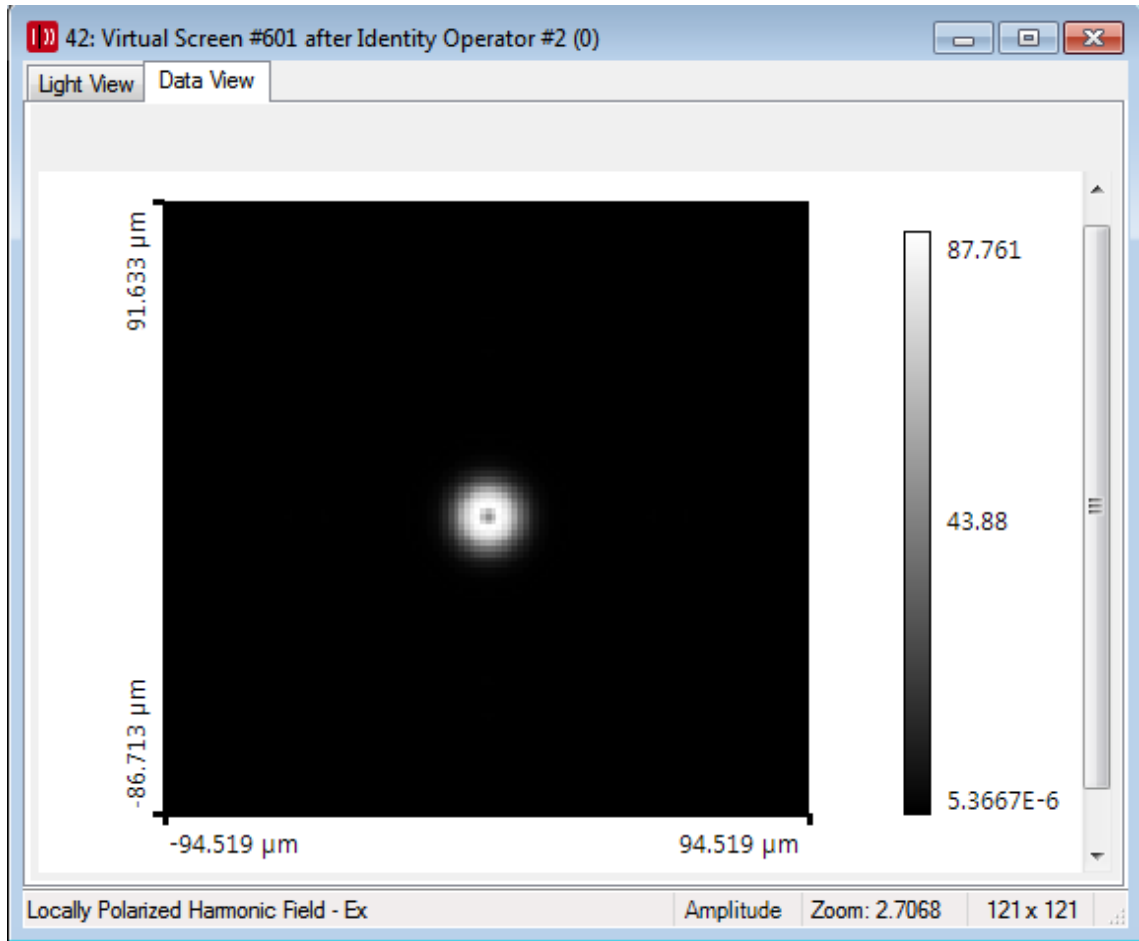 42: Virtual Screen #601 after Identity Operator #2 (0)
Light View Data View
91.633 µm
-86.713 µm
-94.519 µm 94.519 µm
87.761
43.88
5.3667E-6
Locally Polarized Harmonic Field - Ex Amplitude Zoom: 2.7068 121 x 121